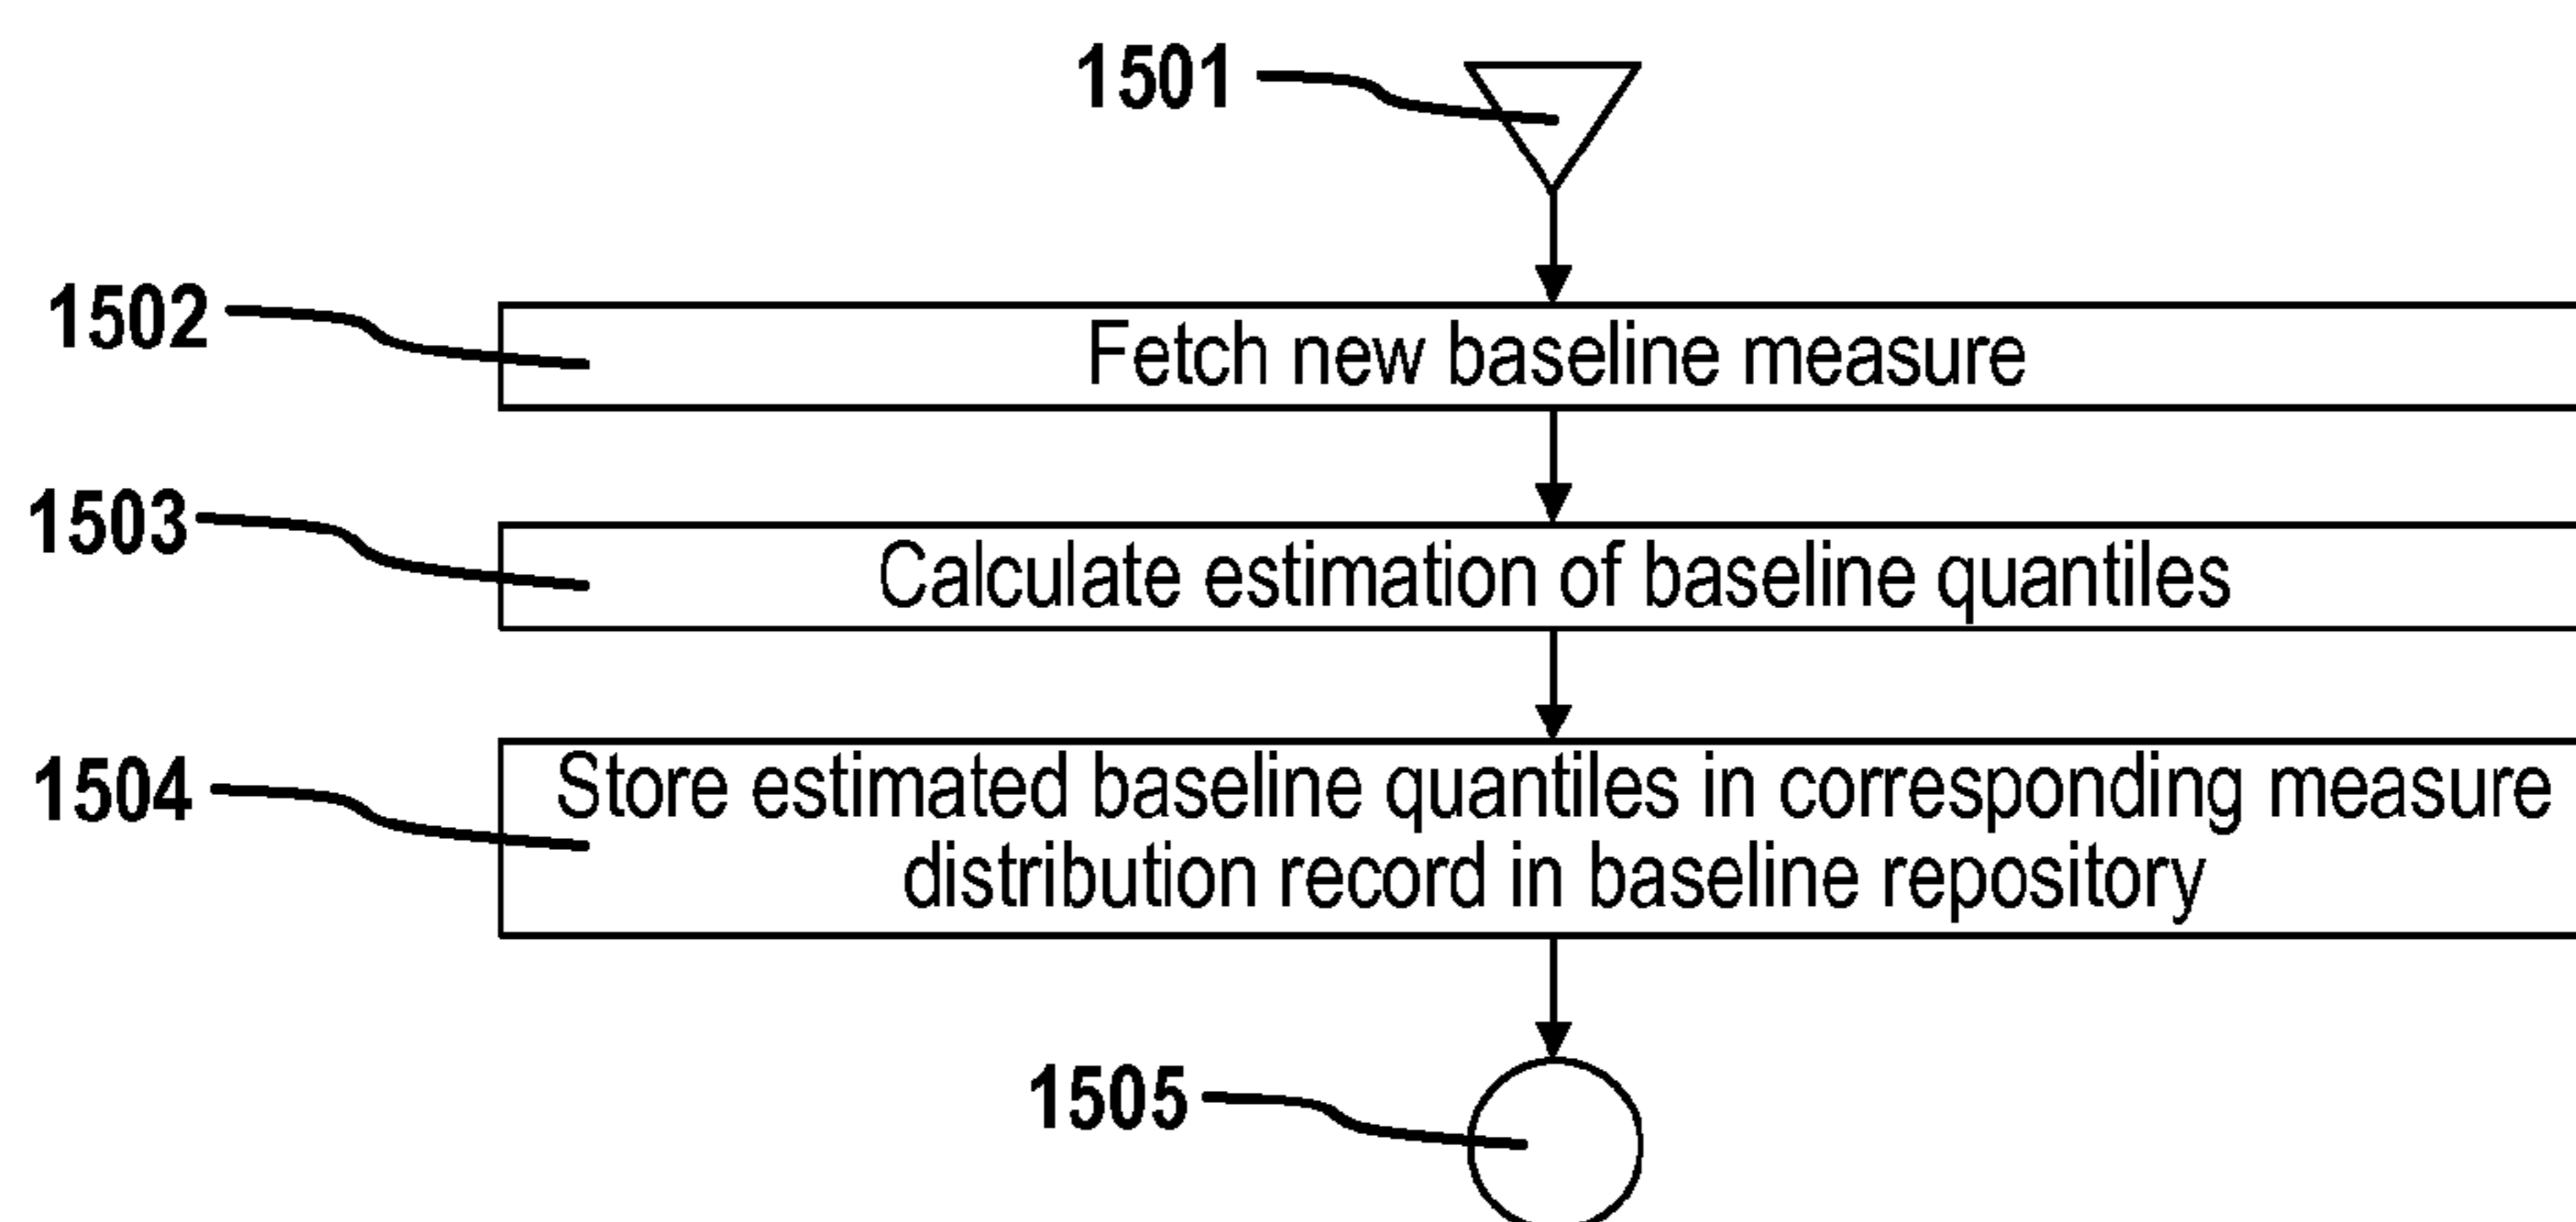 1501
1502
Fetch new baseline measure
1503
Calculate estimation of baseline quantiles
1504
Store estimated baseline quantiles in corresponding measure
distribution record in baseline repository
1505